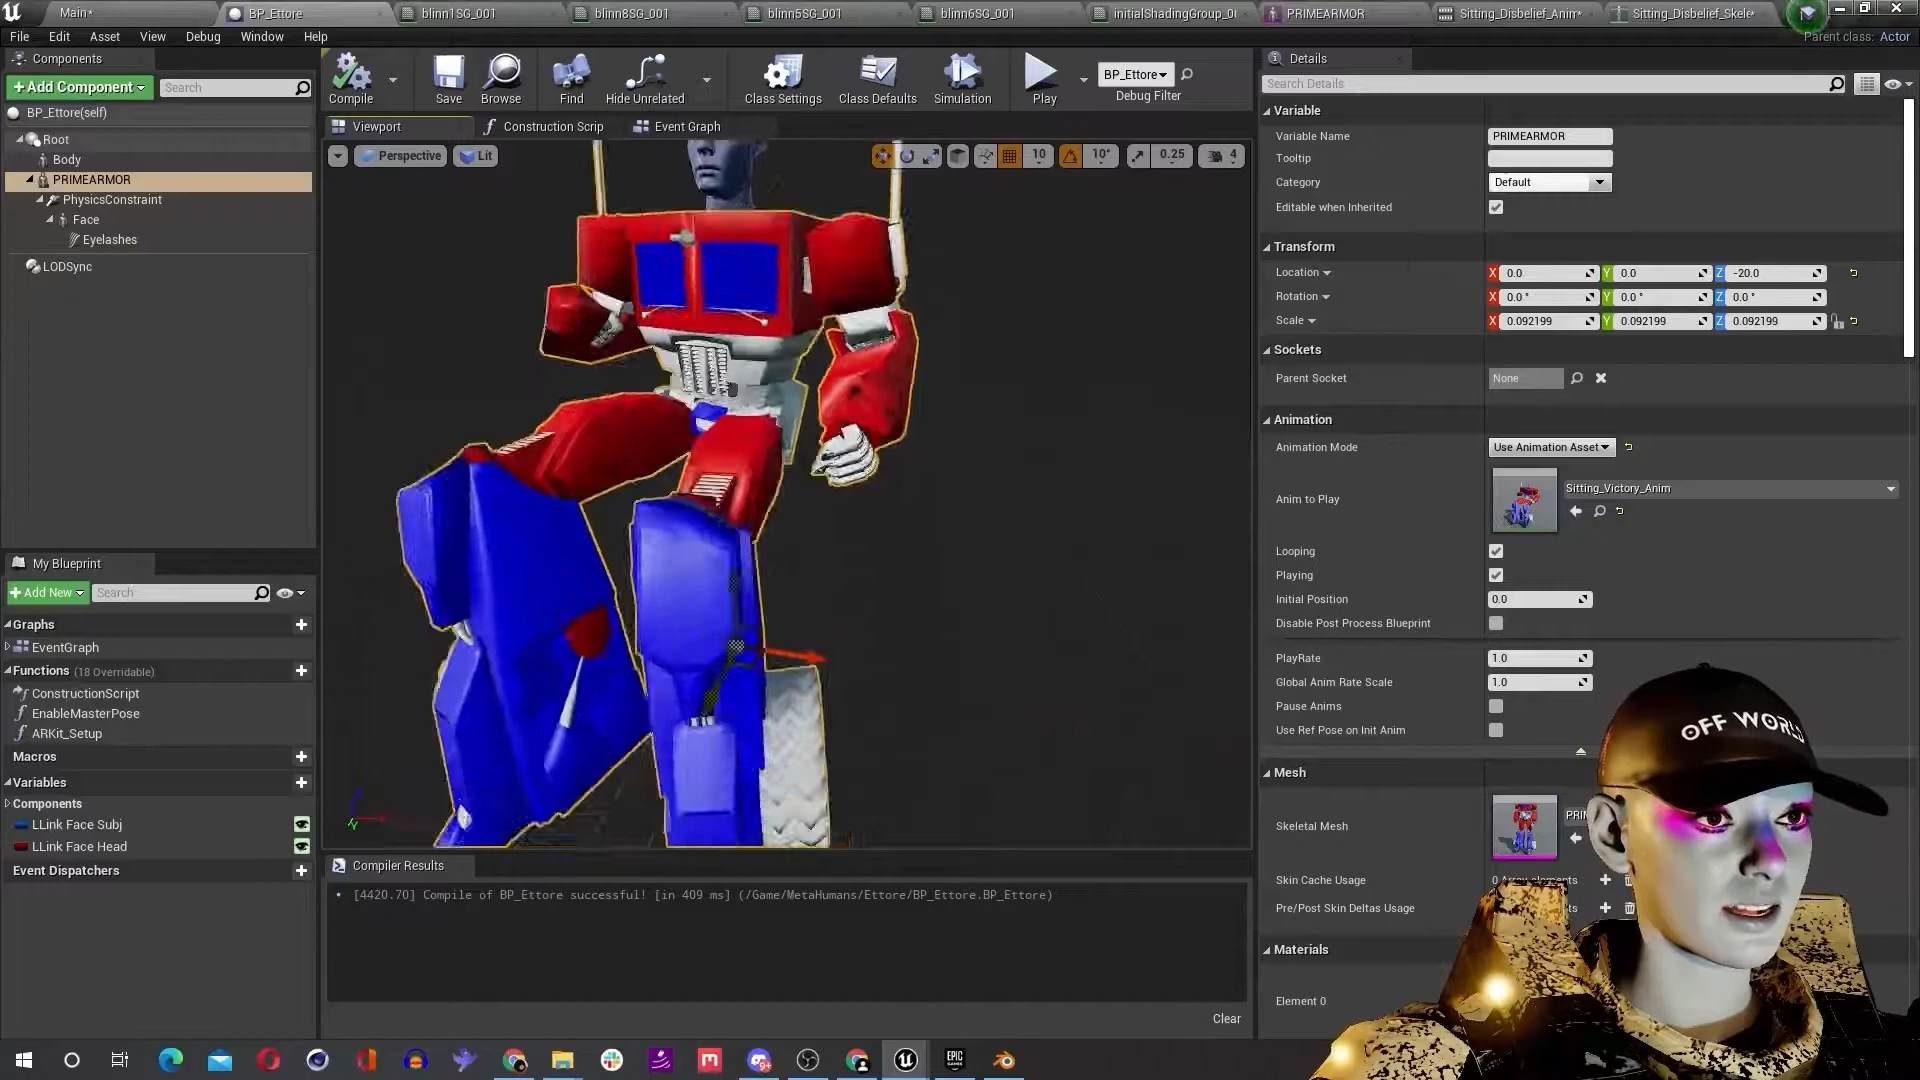 Main*
BP_Ettore
blinn1SG_001
blinn8SG_001
blinn5SG_001
blinn6SG_001
initialShadingGroup_0
PRIMEARMOR
Sitting_Disbelief_Anim*
Sitting_Disbelief_Skele*
File
Edit
Asset
View
Debug
Window
Help
Parent class: Actor
Components
+Add Component
Search
BP_Ettore(self)
Root
Body
PRIMEARMOR
PhysicsConstraint
Face
Eyelashes
LODSync
Compile
Save
Browse
Find
Hide Unrelated
Class Settings
Class Defaults
Simulation
Play
BP_Ettore
Debug Filter
Viewport
Construction Scrip
Event Graph
Perspective
Lit
10
10°
0.25
4
My Blueprint
+Add New
Search
Graphs
EventGraph
Functions (18 Overridable)
ConstructionScript
EnableMasterPose
ARKit_Setup
Macros
Variables
Components
LLink Face Subj
LLink Face Head
Event Dispatchers
Compiler Results
[4420.70] Compile of BP_Ettore successful! [in 409 ms] (/Game/MetaHumans/Ettore/BP_Ettore.BP_Ettore)
Clear
Details
Search Details
Variable
Variable Name
PRIMEARMOR
Tooltip
Category
Default
Editable when Inherited
Transform
Location
X 0.0
Y 0.0
Z -20.0
Rotation
X 0.0 °
Y 0.0 °
Z 0.0 °
Scale
X 0.092199
Y 0.092199
Z 0.092199
Sockets
Parent Socket
None
Animation
Animation Mode
Use Animation Asset
Anim to Play
Sitting_Victory_Anim
Looping
Playing
Initial Position
0.0
Disable Post Process Blueprint
PlayRate
1.0
Global Anim Rate Scale
1.0
Pause Anims
Use Ref Pose on Init Anim
Mesh
Skeletal Mesh
Skin Cache Usage
0 Array elements
Pre/Post Skin Deltas Usage
Materials
Element 0
OFF WORLD
EPIC
GAMES
9+